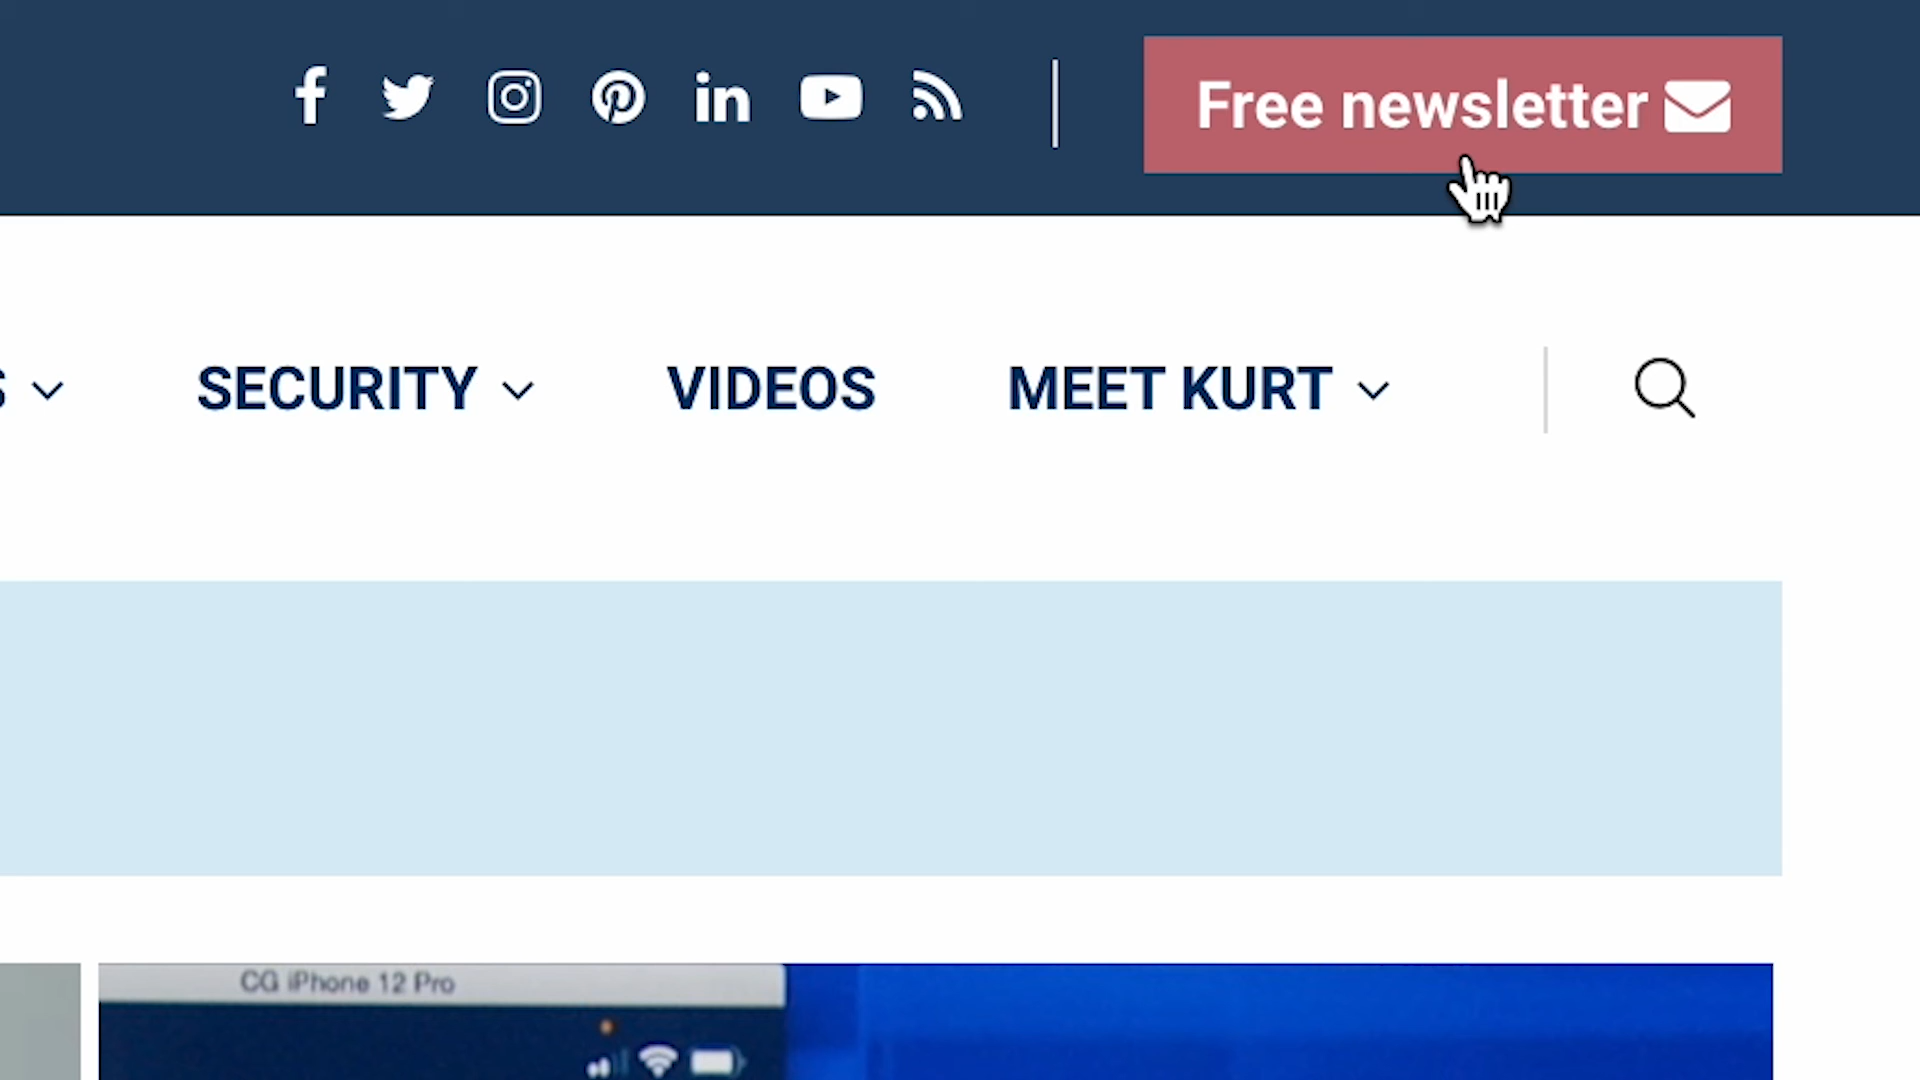 Free newsletter
SECURITY
VIDEOS
MEET KURT
CG iPhone 12 Pro